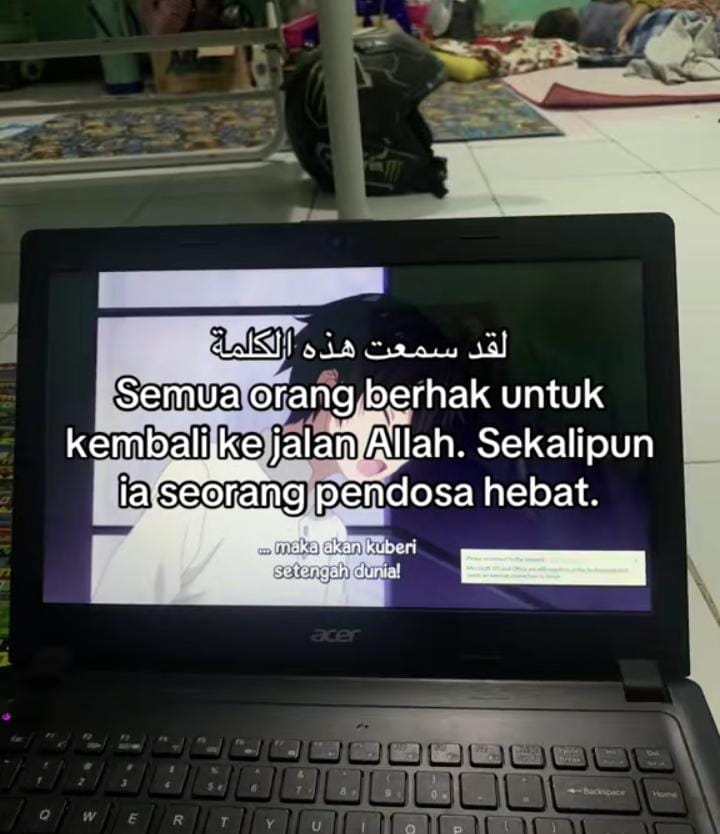 لقد سمعت هذه الكلمة
Semua orang berhak untuk
kembali ke jalan Allah. Sekalipun
ia seorang pendosa hebat.
... maka akan kuberi
setengah dunia!
acer
Backspace
Home
Q W E R T Y U I O P